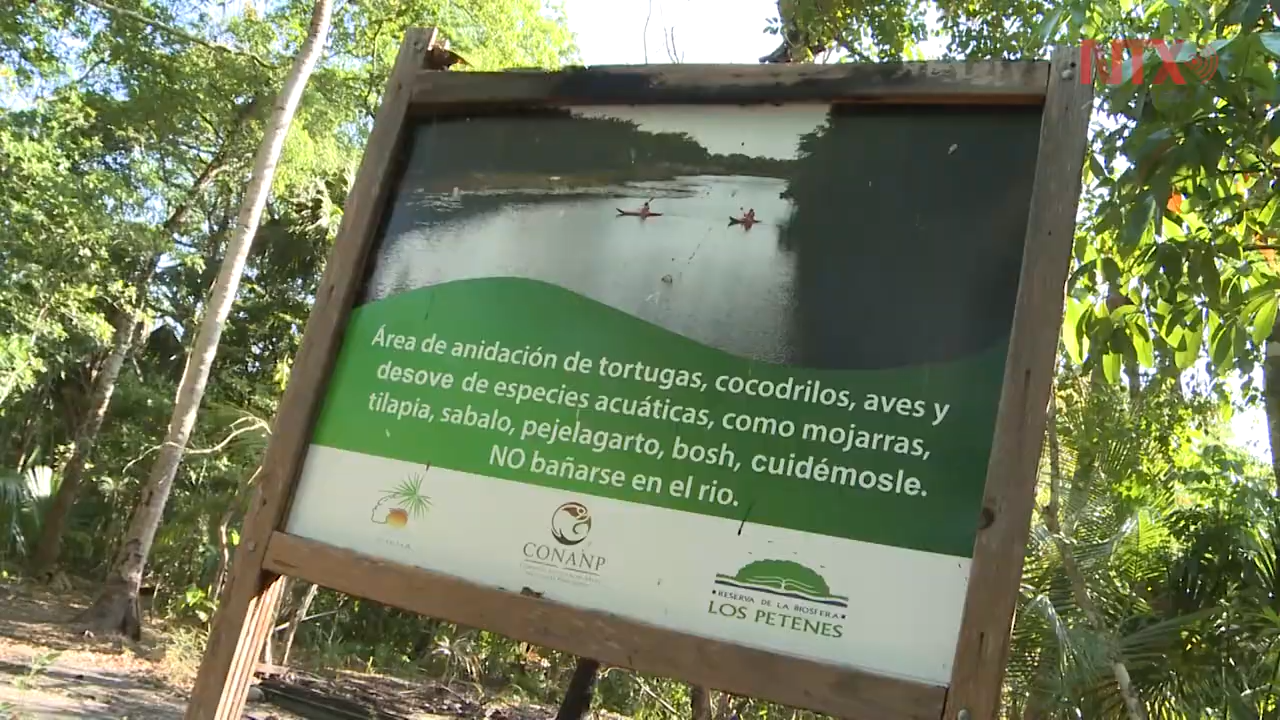 NTX
Área de anidación de tortugas, cocodrilos, aves y
desove de especies acuáticas, como mojarras,
tilapia, sabalo, pejelagarto, bosh, cuidémosle.
NO bañarse en el rio.
CONANP
RESERVA DE LA BIOSFERA
LOS PETENES